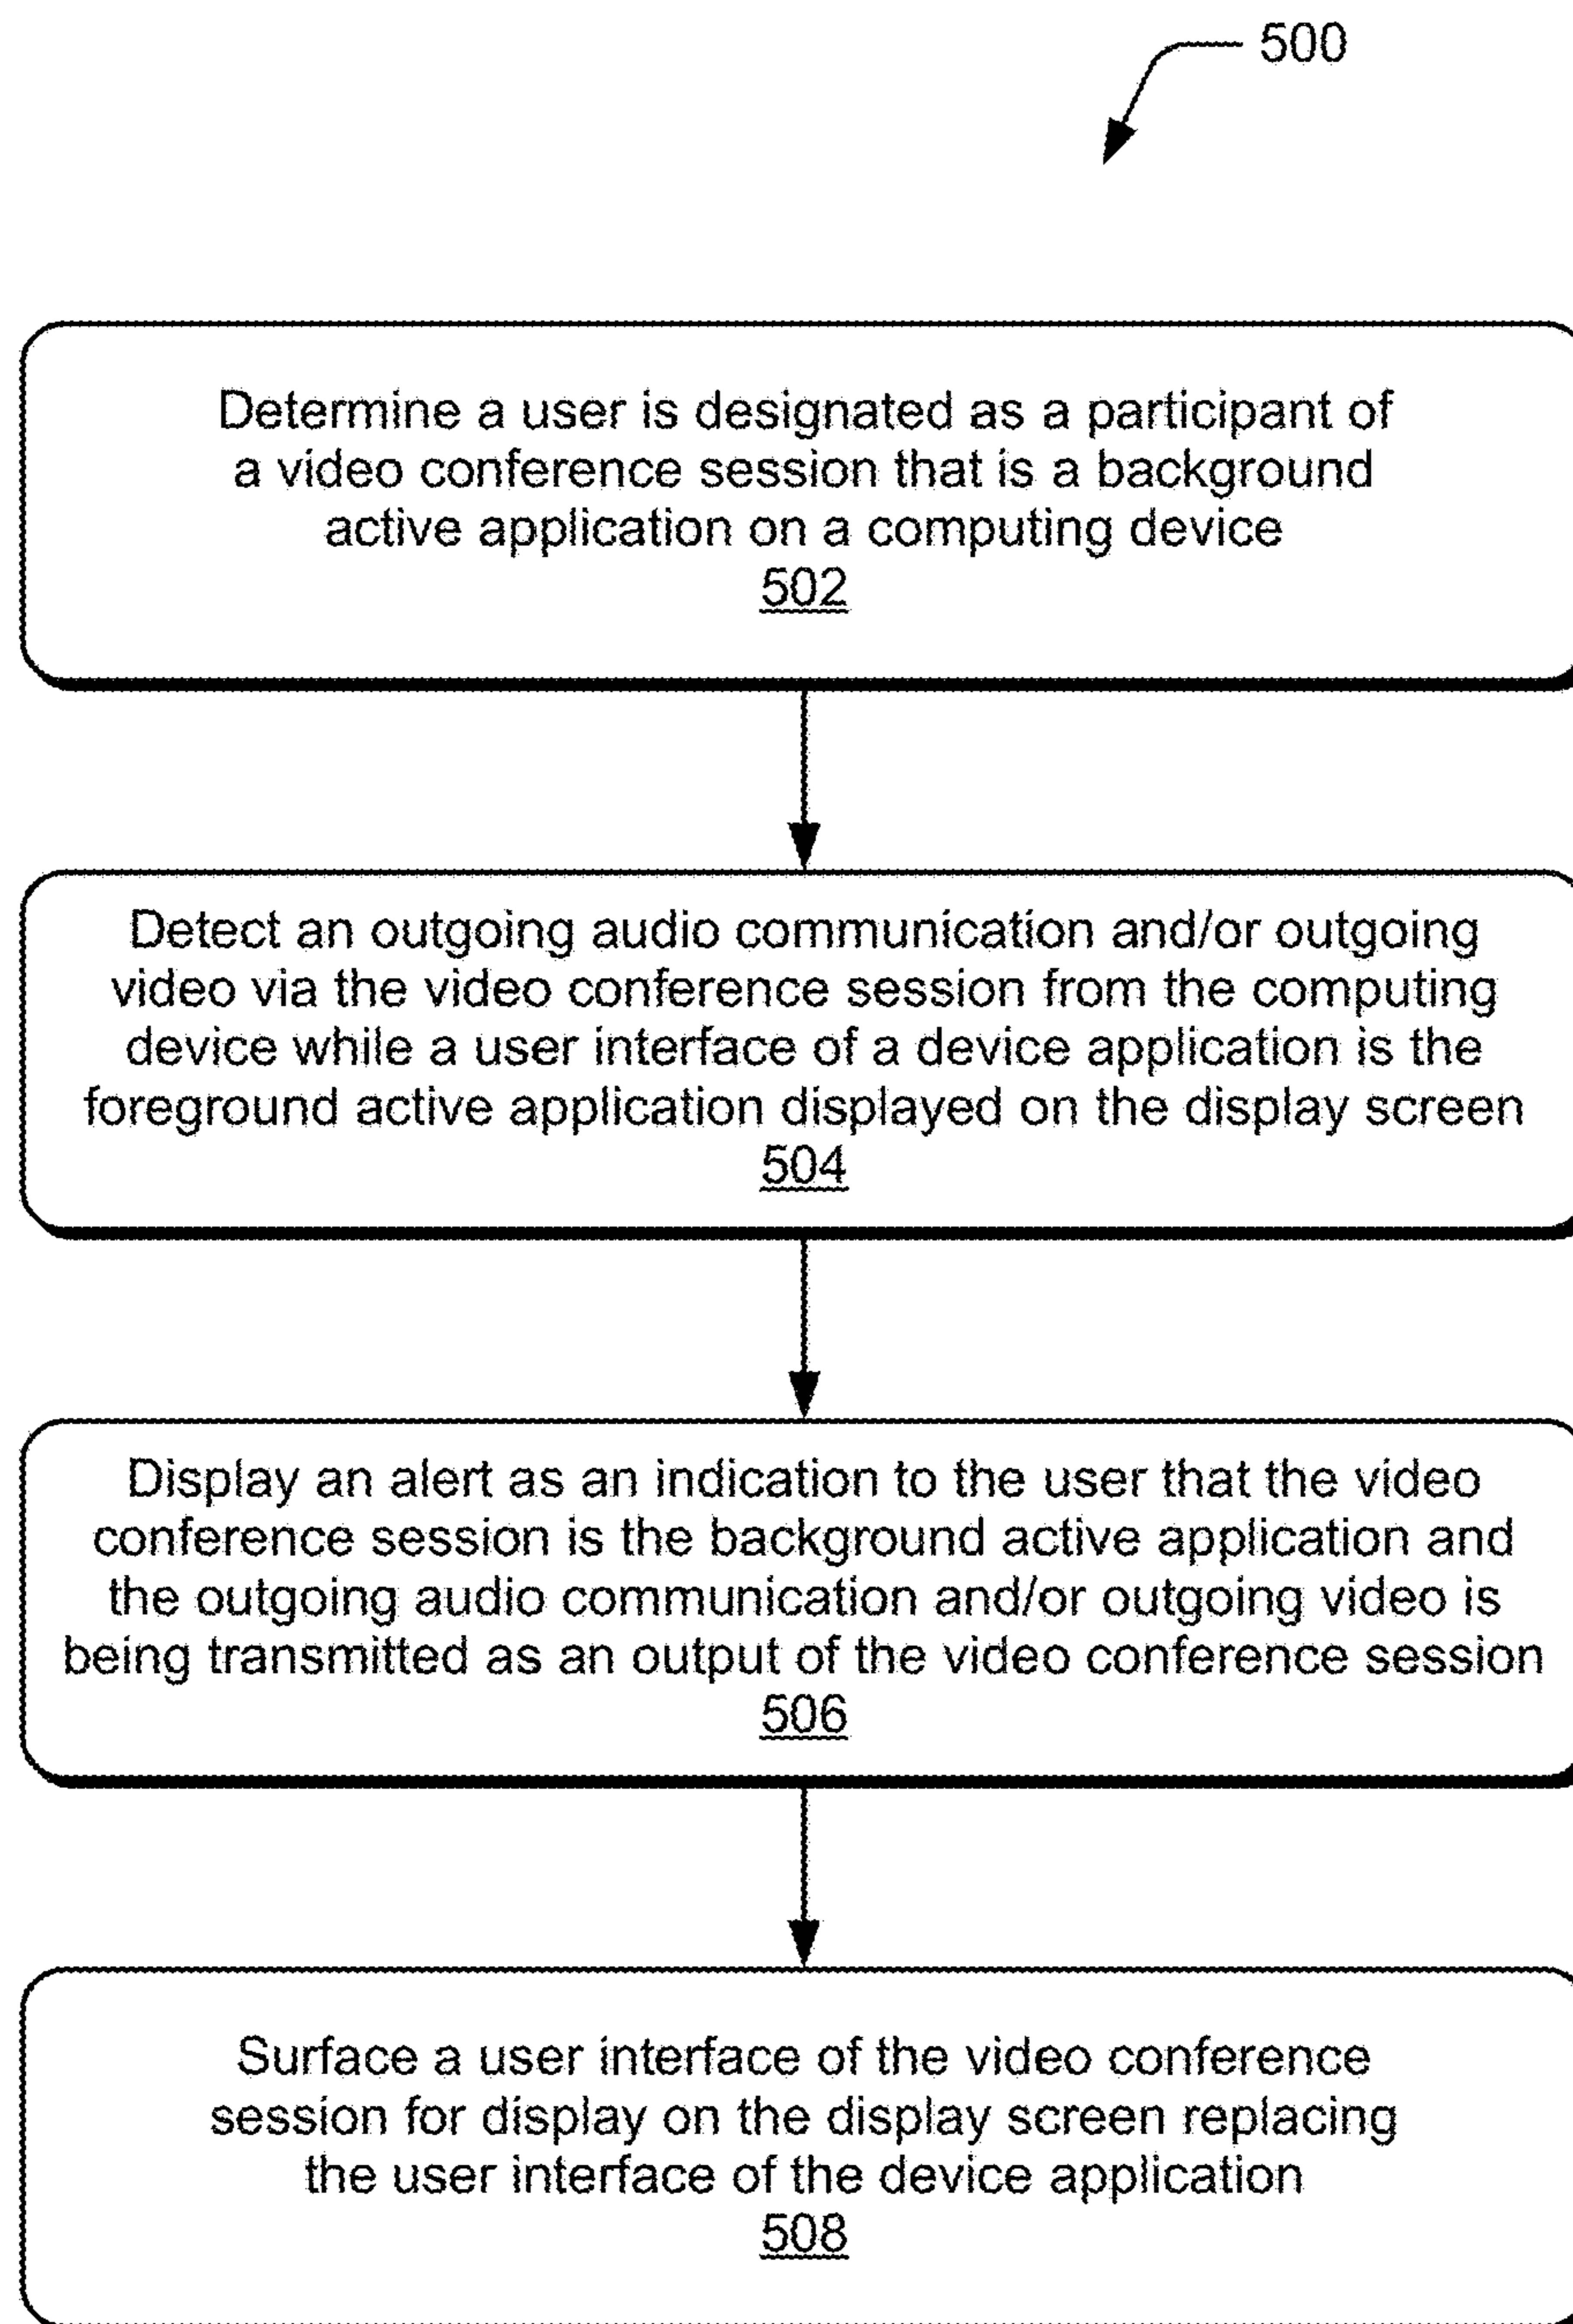 500
Determine a user is designated as a participant of
a video conference session that is a background
active application on a computing device
502
Detect an outgoing audio communication and/or outgoing
video via the video conference session from the computing
device while a user interface of a device application is the
foreground active application displayed on the display screen
504
Display an alert as an indication to the user that the video
conference session is the background active application and
the outgoing audio communication and/or outgoing video is
being transmitted as an output of the video conference session
506
Surface a user interface of the video conference
session for display on the display screen replacing
the user interface of the device application
508